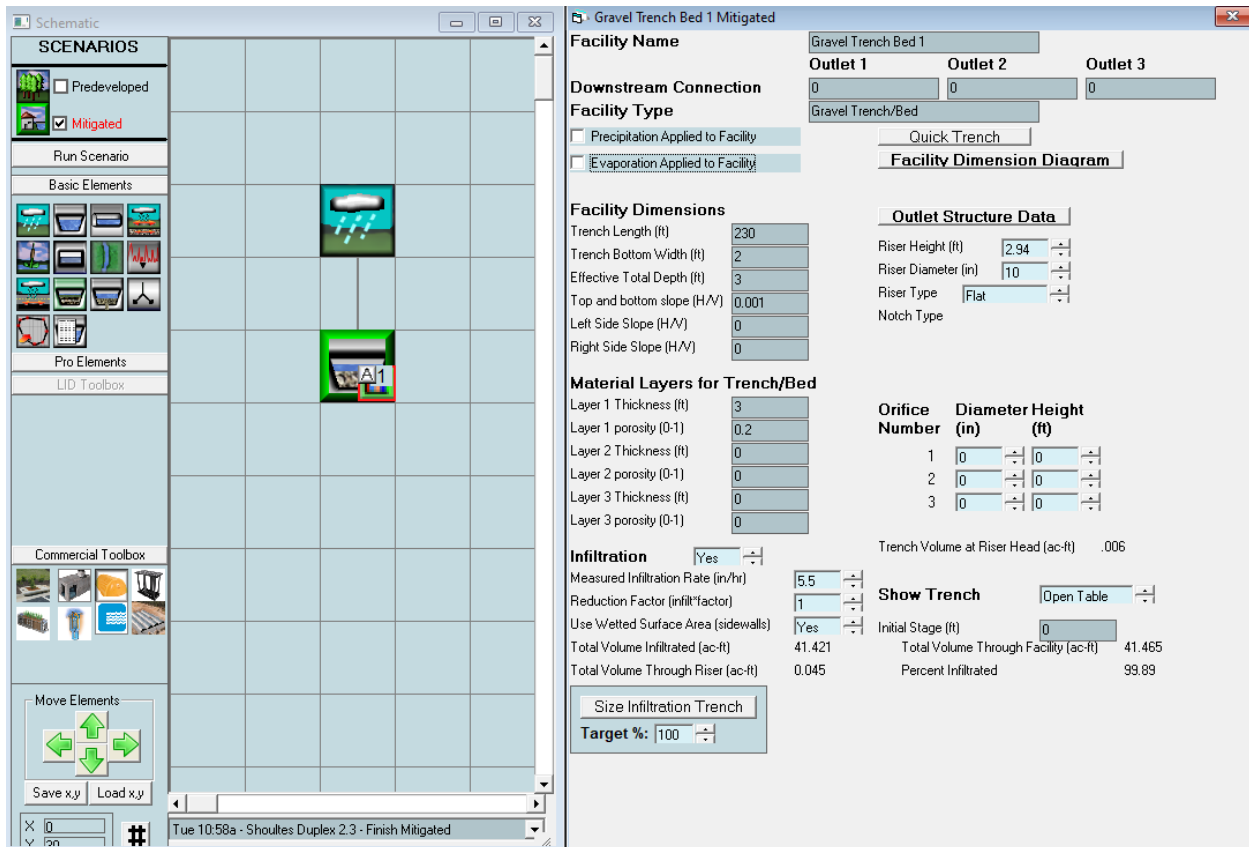 Schematic
SCENARIOS
Predeveloped
Mitigated
Run Scenario
Basic Elements
Pro Elements
LID Toolbox
Commercial Toolbox
Move Elements
Save x,y Load x,y
X 0
Y 20
#
A 1
Tue 10:58a - Shoultes Duplex 2.3 - Finish Mitigated
Gravel Trench Bed 1 Mitigated
Facility Name Gravel Trench Bed 1
Outlet 1 Outlet 2 Outlet 3
Downstream Connection 0 0 0
Facility Type Gravel Trench/Bed
Precipitation Applied to Facility Quick Trench
Evaporation Applied to Facility Facility Dimension Diagram
Facility Dimensions
Trench Length (ft) 230
Trench Bottom Width (ft) 2
Effective Total Depth (ft) 3
Top and bottom slope (H/V) 0.001
Left Side Slope (H/V) 0
Right Side Slope (H/V) 0
Outlet Structure Data
Riser Height (ft) 2.94
Riser Diameter (in) 10
Riser Type Flat
Notch Type
Material Layers for Trench/Bed
Layer 1 Thickness (ft) 3
Layer 1 porosity (0-1) 0.2
Layer 2 Thickness (ft) 0
Layer 2 porosity (0-1) 0
Layer 3 Thickness (ft) 0
Layer 3 porosity (0-1) 0
Orifice Diameter Height
Number (in) (ft)
1 0 0
2 0 0
3 0 0
Infiltration Yes
Measured Infiltration Rate (in/hr) 5.5
Reduction Factor (infilt*factor) 1
Use Wetted Surface Area (sidewalls) Yes
Total Volume Infiltrated (ac-ft) 41.421
Total Volume Through Riser (ac-ft) 0.045
Trench Volume at Riser Head (ac-ft) .006
Show Trench Open Table
Initial Stage (ft) 0
Total Volume Through Facility (ac-ft) 41.465
Percent Infiltrated 99.89
Size Infiltration Trench
Target %: 100